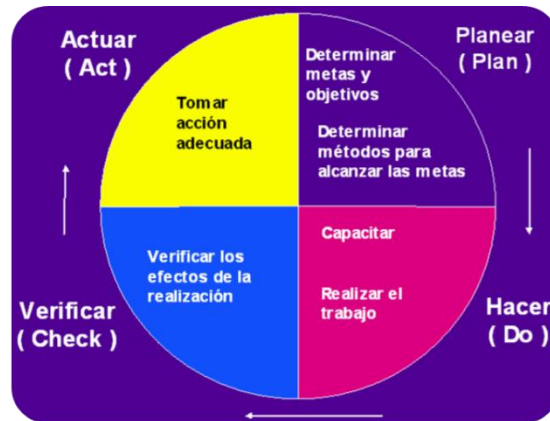 Actuar
( Act )
Planear
( Plan )
Determinar
metas y
objetivos
Determinar
métodos para
alcanzar las metas
Tomar
acción
adecuada
Verificar los
efectos de la
realización
Capacitar
Realizar el
trabajo
Verificar
( Check )
Hacer
( Do )